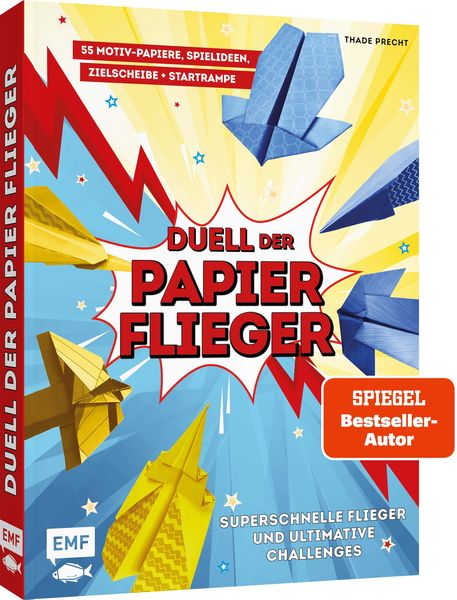 55 MOTIV-PAPIERE, SPIELIDEEN,
ZIELSCHEIBE + STARTRAMPE
THADE PRECHT
DUELL DER
PAPIER
FLIEGER
SPIEGEL
Bestseller-
Autor
SUPERSCHNELLE FLIEGER
UND ULTIMATIVE
CHALLENGES
EMF
DUELL DER PAPIER FLIEGER
EMF